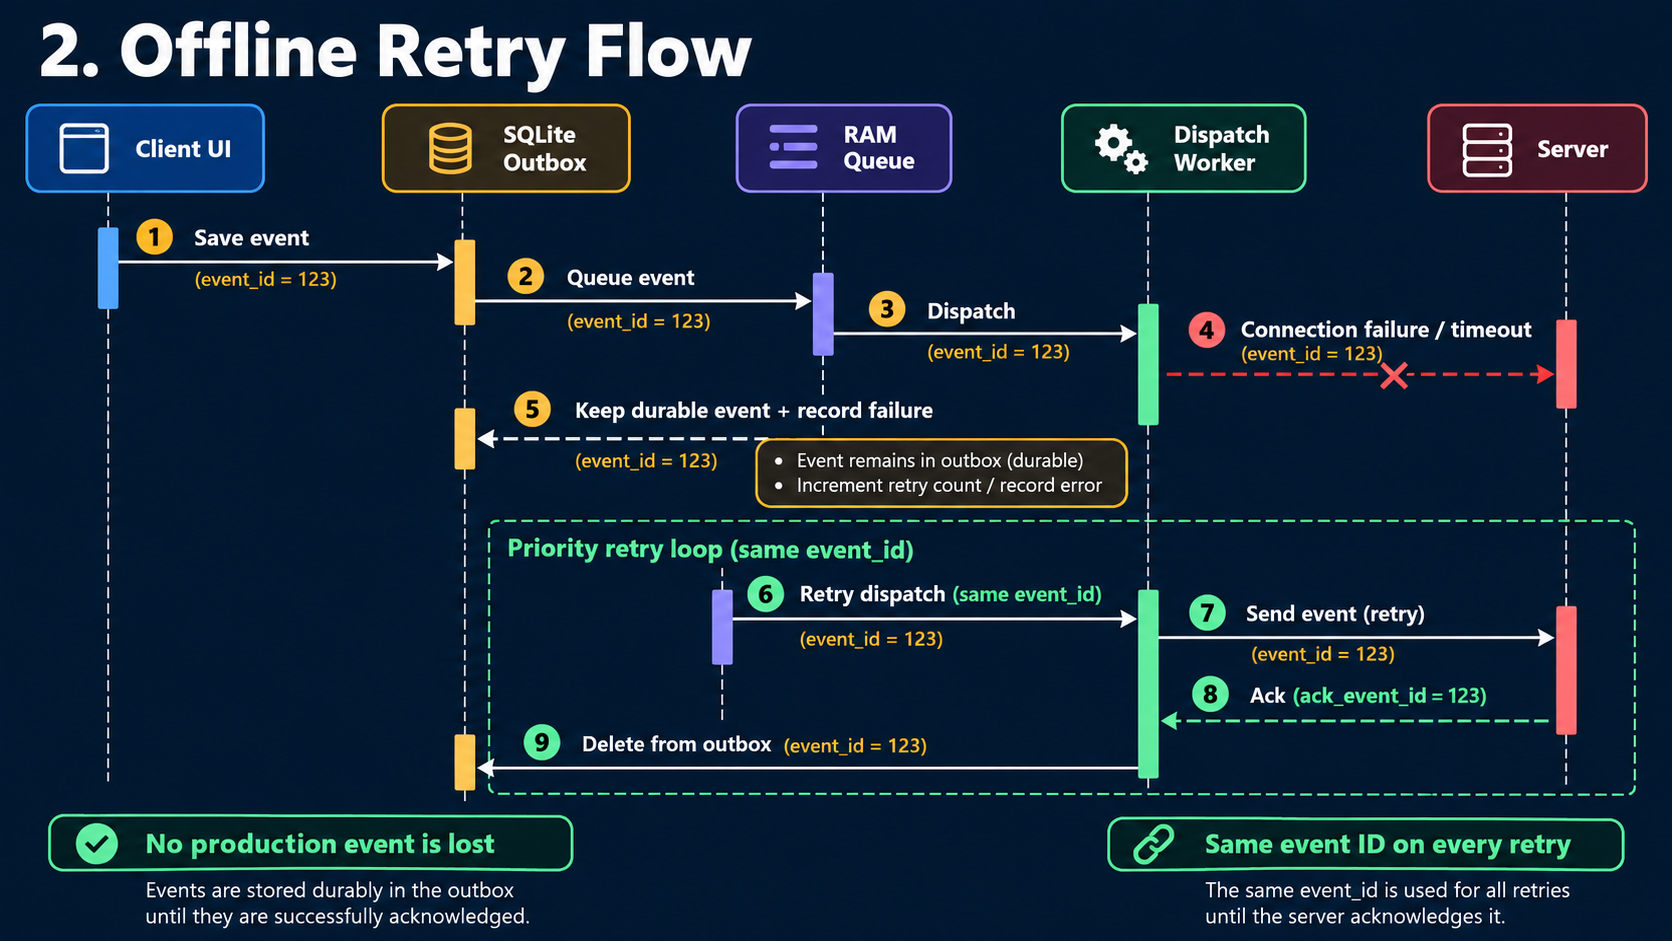 2. Offline Retry Flow
Client UI
SQLite
Outbox
RAM
Queue
Dispatch
Worker
Server
1 Save event
(event_id = 123)
2 Queue event
(event_id = 123)
3 Dispatch
(event_id = 123)
4 Connection failure / timeout
(event_id = 123)
5 Keep durable event + record failure
(event_id = 123)
• Event remains in outbox (durable)
• Increment retry count / record error
Priority retry loop (same event_id)
6 Retry dispatch (same event_id)
(event_id = 123)
7 Send event (retry)
(event_id = 123)
8 Ack (ack_event_id = 123)
9 Delete from outbox (event_id = 123)
No production event is lost
Events are stored durably in the outbox
until they are successfully acknowledged.
Same event ID on every retry
The same event_id is used for all retries
until the server acknowledges it.